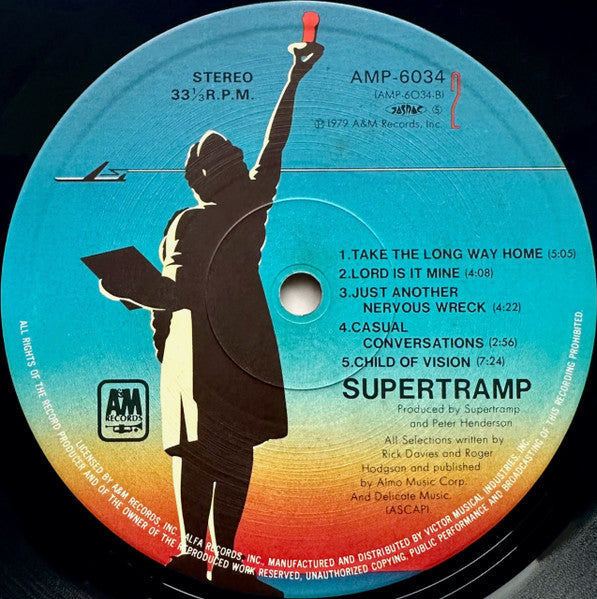 STEREO
33 1/3 R.P.M.
AMP-6034
(AMP-6034-B)
JASRAC Ⓢ
Ⓟ1979 A&M Records, Inc.
2
1.TAKE THE LONG WAY HOME (5:05)
2.LORD IS IT MINE (4:08)
3.JUST ANOTHER
NERVOUS WRECK (4:22)
4.CASUAL
CONVERSATIONS (2:56)
5.CHILD OF VISION (7:24)
SUPERTRAMP
Produced by Supertramp
and Peter Henderson
All Selections written by
Rick Davies and Roger
Hodgson and published
by Almo Music Corp.
And Delicate Music.
(ASCAP)
A&M
RECORDS
ALL RIGHTS OF THE RECORD PRODUCER AND OF THE OWNER OF THE REPRODUCED WORK RESERVED, UNAUTHORIZED COPYING, PUBLIC PERFORMANCE AND BROADCASTING OF THIS RECORDING PROHIBITED.
LICENSED BY A&M RECORDS, INC. ALFA RECORDS, INC., MANUFACTURED AND DISTRIBUTED BY VICTOR MUSICAL INDUSTRIES, INC.